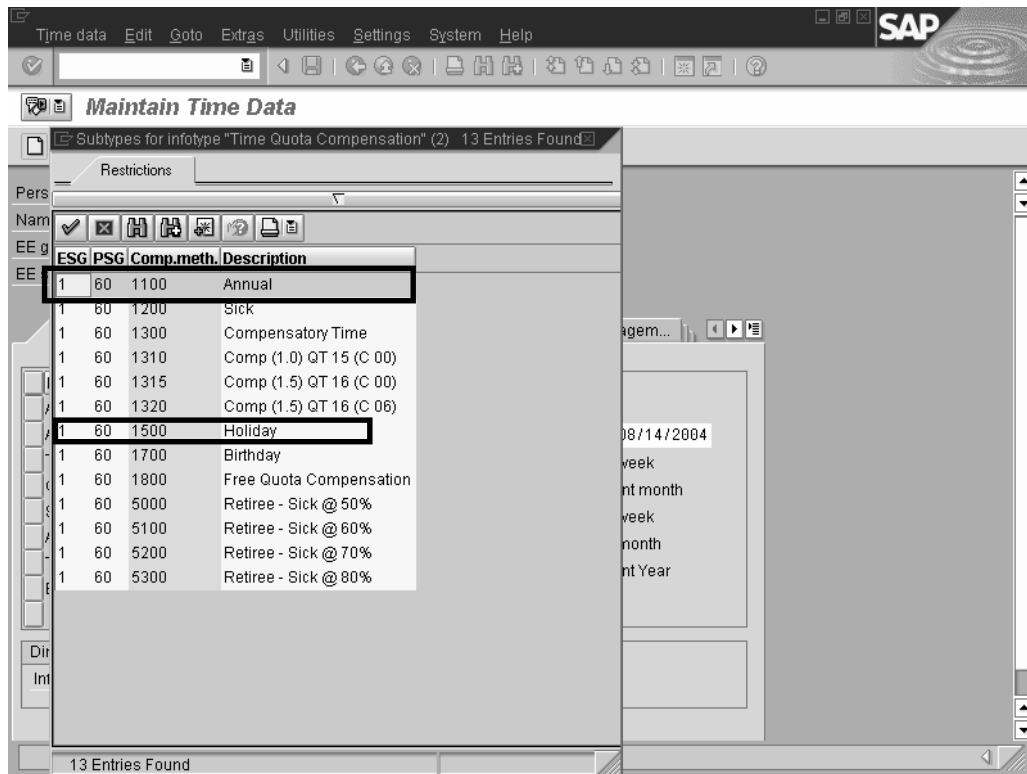 Time data Edit Goto Extras Utilities Settings System Help
SAP
Maintain Time Data
Subtypes for infotype "Time Quota Compensation" (2) 13 Entries Found
Restrictions
Pers
Nam
EE g
EE
ESG PSG Comp.meth. Description
1 60 1100 Annual
1 60 1200 Sick
1 60 1300 Compensatory Time
1 60 1310 Comp (1.0) QT 15 (C 00)
1 60 1315 Comp (1.5) QT 16 (C 00)
1 60 1320 Comp (1.5) QT 16 (C 06)
1 60 1500 Holiday
1 60 1700 Birthday
1 60 1800 Free Quota Compensation
1 60 5000 Retiree - Sick @ 50%
1 60 5100 Retiree - Sick @ 60%
1 60 5200 Retiree - Sick @ 70%
1 60 5300 Retiree - Sick @ 80%
agem...
08/14/2004
week
nt month
week
month
nt Year
Dir
Int
13 Entries Found